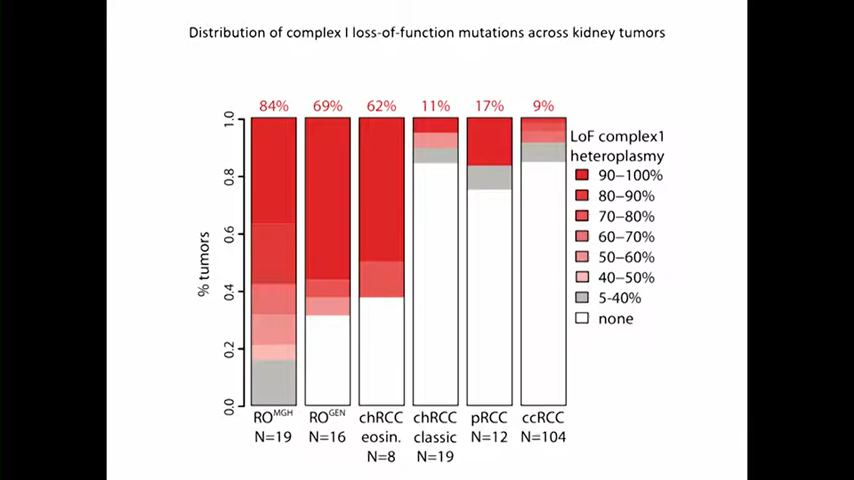 Distribution of complex I loss-of-function mutations across kidney tumors
84% 69% 62% 11% 17% 9%
% tumors
1.0
0.8
0.6
0.4
0.2
0.0
LoF complex1
heteroplasmy
90–100%
80–90%
70–80%
60–70%
50–60%
40–50%
5-40%
none
RO^MGH
N=19
RO^GEN
N=16
chRCC
eosin.
N=8
chRCC
classic
N=19
pRCC
N=12
ccRCC
N=104